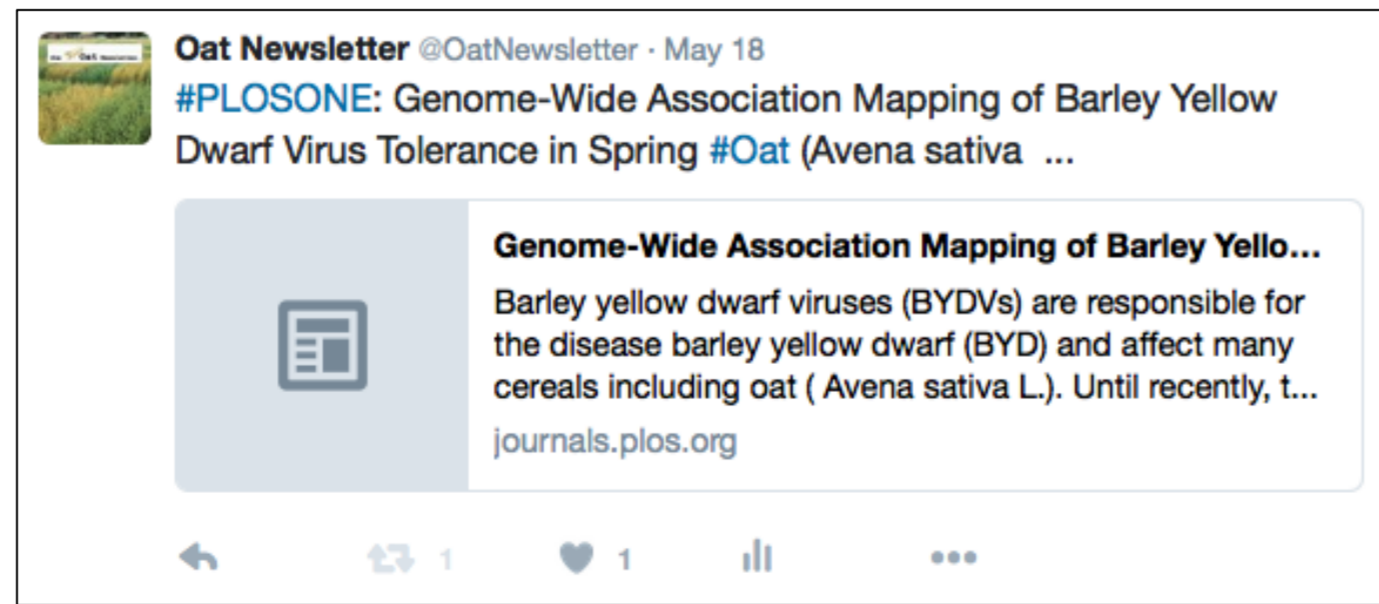 Oat Newsletter @OatNewsletter · May 18
#PLOSONE: Genome-Wide Association Mapping of Barley Yellow
Dwarf Virus Tolerance in Spring #Oat (Avena sativa ...
Genome-Wide Association Mapping of Barley Yello...
Barley yellow dwarf viruses (BYDVs) are responsible for
the disease barley yellow dwarf (BYD) and affect many
cereals including oat ( Avena sativa L.). Until recently, t...
journals.plos.org
1 1